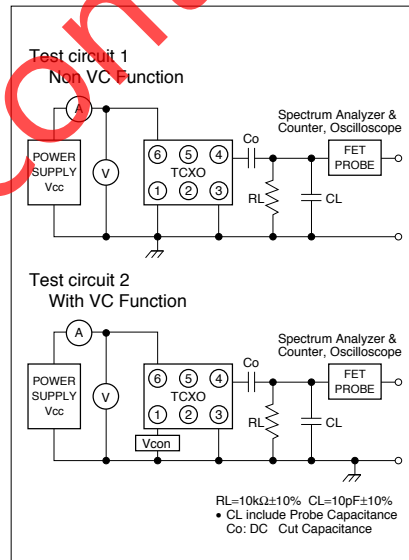 Con
Test circuit 1
Non VC Function
A
Spectrum Analyzer &
Counter, Oscilloscope
Co
POWER
SUPPLY
Vcc
V
6 5 4
TCXO
1 2 3
RL
CL
FET
PROBE
Test circuit 2
With VC Function
A
Spectrum Analyzer &
Counter, Oscilloscope
Co
POWER
SUPPLY
Vcc
V
6 5 4
TCXO
1 2 3
Vcon
RL
CL
FET
PROBE
RL=10kΩ±10% CL=10pF±10%
• CL include Probe Capacitance
Co: DC Cut Capacitance